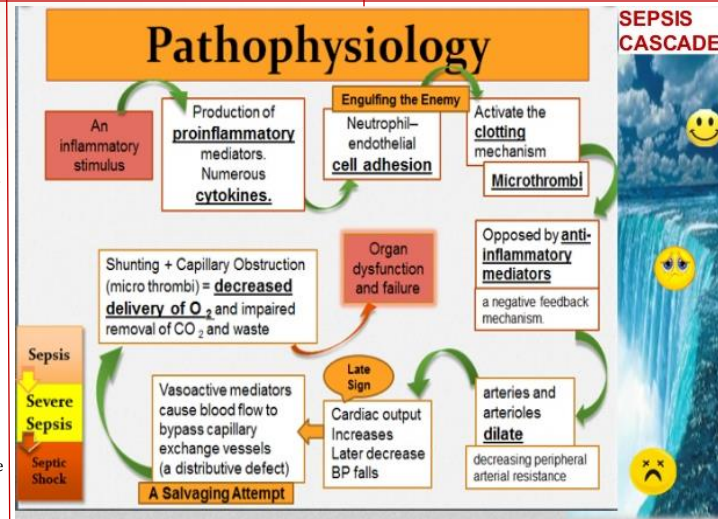 SEPSIS
CASCADE
Pathophysiology
An
inflammatory
stimulus
Production of
proinflammatory
mediators.
Numerous
cytokines.
Engulfing the Enemy
Neutrophil–
endothelial
cell adhesion
Activate the
clotting
mechanism
Microthrombi
Opposed by anti-
inflammatory
mediators
a negative feedback
mechanism.
arteries and
arterioles
dilate
decreasing peripheral
arterial resistance
Late
Sign
Cardiac output
Increases
Later decrease
BP falls
Vasoactive mediators
cause blood flow to
bypass capillary
exchange vessels
(a distributive defect)
A Salvaging Attempt
Shunting + Capillary Obstruction
(micro thrombi) = decreased
delivery of O2 and impaired
removal of CO2 and waste
Organ
dysfunction
and failure
Sepsis
Severe
Sepsis
Septic
Shock